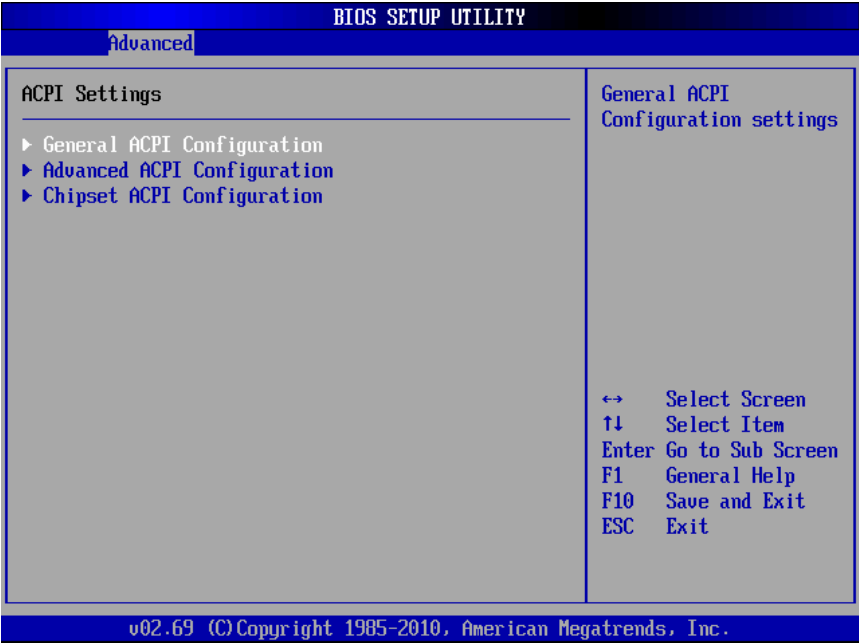 BIOS SETUP UTILITY
Advanced
ACPI Settings
General ACPI Configuration
Advanced ACPI Configuration
Chipset ACPI Configuration
General ACPI
Configuration settings
↔ Select Screen
↑↓ Select Item
Enter Go to Sub Screen
F1 General Help
F10 Save and Exit
ESC Exit
v02.69 (C)Copyright 1985-2010, American Megatrends, Inc.